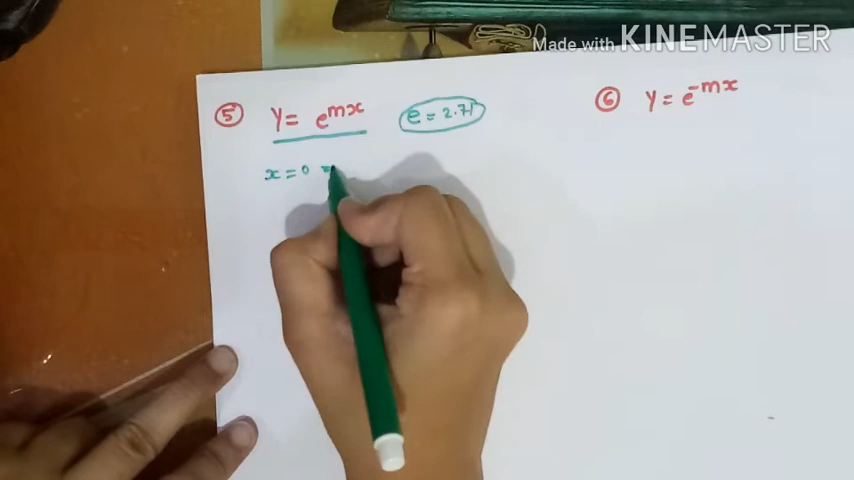 Made with KINEMASTER
⑤ y = e^mx e = 2.71
⑥ y = e^-mx
x = 0 =